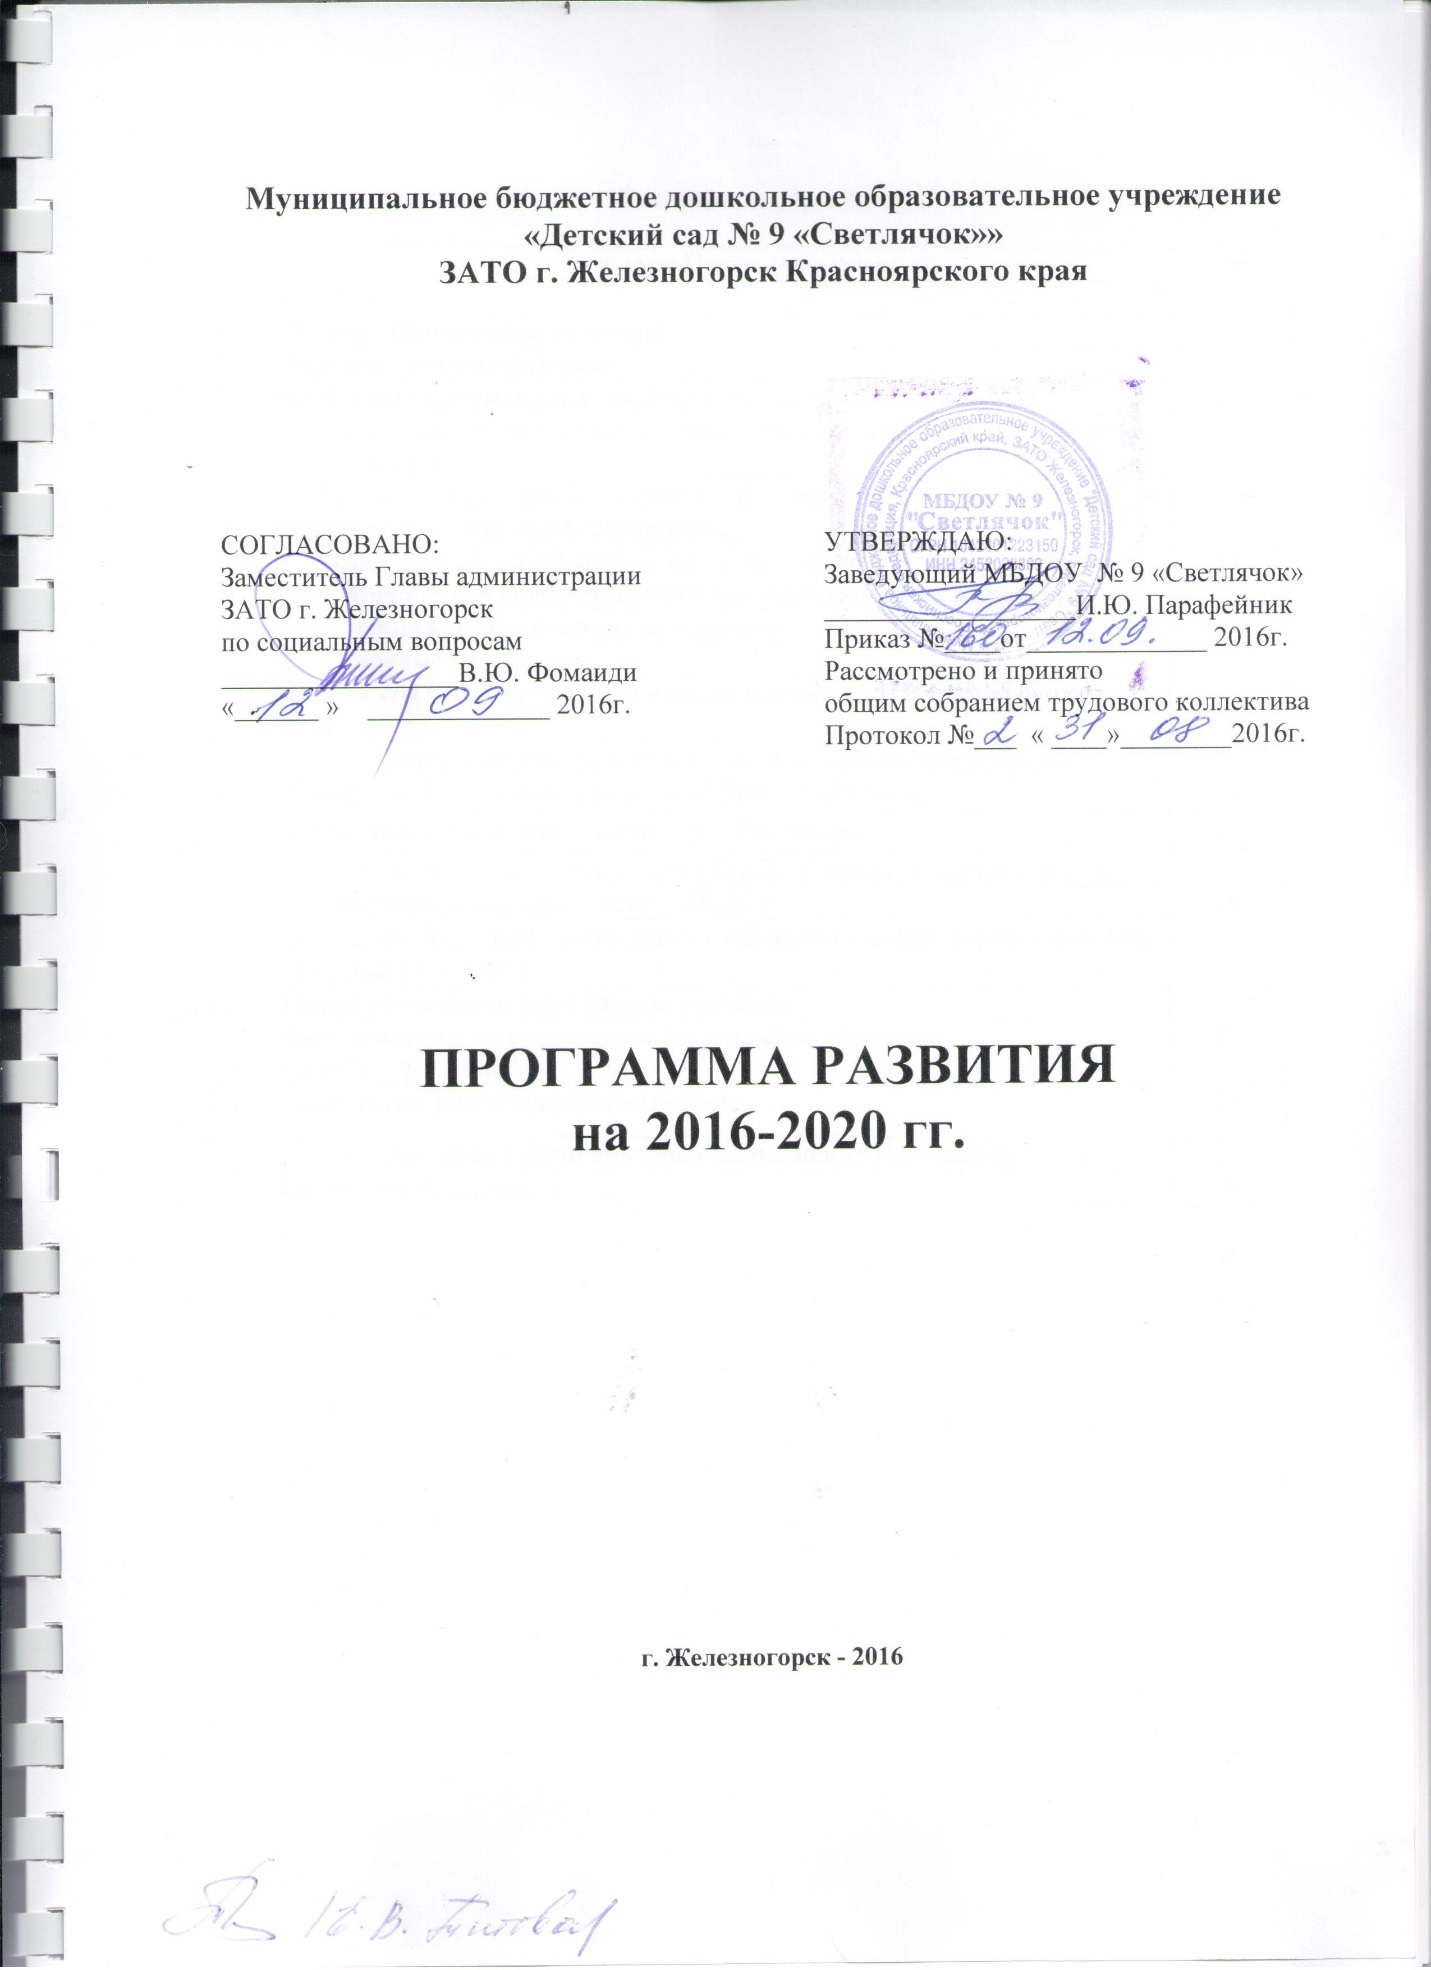 Муниципальное бюджетное дошкольное образовательное учреждение
«Детский сад № 9 «Светлячок»»
ЗАТО г. Железногорск Красноярского края
МБДОУ № 9
"Светлячок"
СОГЛАСОВАНО:
Заместитель Главы администрации
ЗАТО г. Железногорск
по социальным вопросам
____________________ В.Ю. Фомаиди
« 12 » 09 2016г.
УТВЕРЖДАЮ:
Заведующий МБДОУ № 9 «Светлячок»
____________________ И.Ю. Парафейник
Приказ № 160 от 12.09. 2016г.
Рассмотрено и принято
общим собранием трудового коллектива
Протокол № 2 « 31 » 08 2016г.
ПРОГРАММА РАЗВИТИЯ
на 2016-2020 гг.
г. Железногорск - 2016
В. Титова